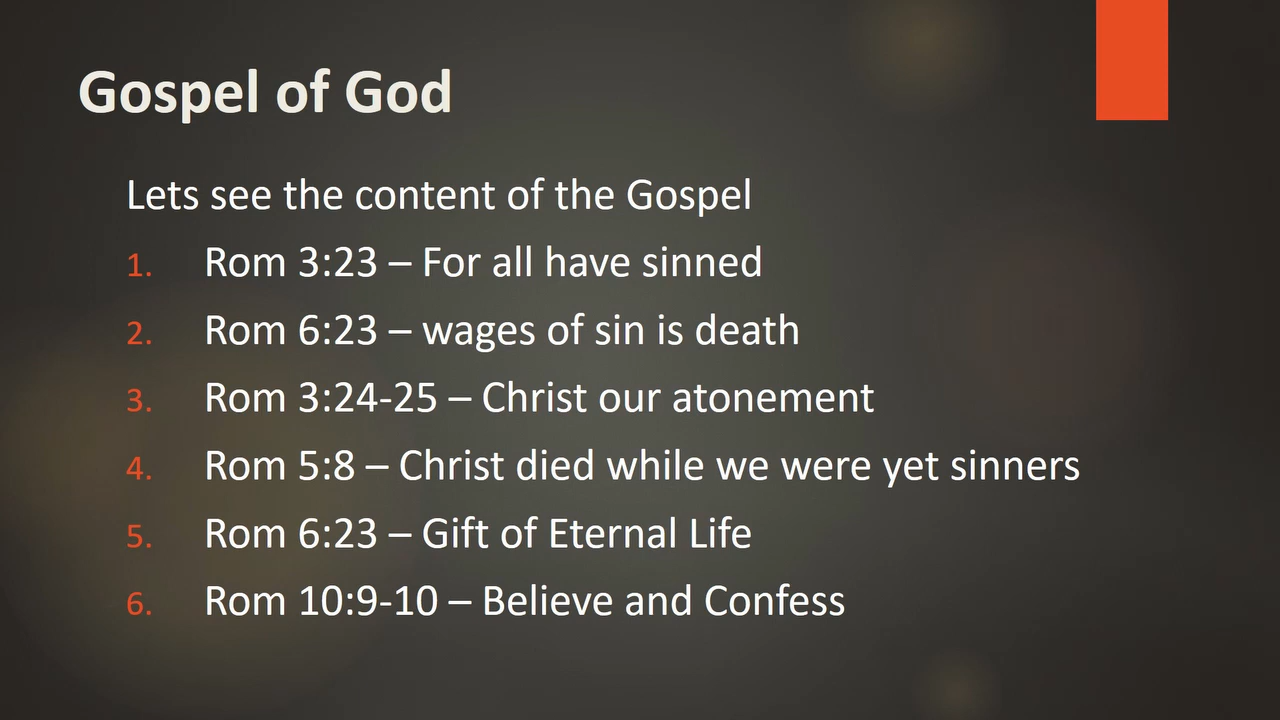 Gospel of God
Lets see the content of the Gospel
1. Rom 3:23 – For all have sinned
2. Rom 6:23 – wages of sin is death
3. Rom 3:24-25 – Christ our atonement
4. Rom 5:8 – Christ died while we were yet sinners
5. Rom 6:23 – Gift of Eternal Life
6. Rom 10:9-10 – Believe and Confess